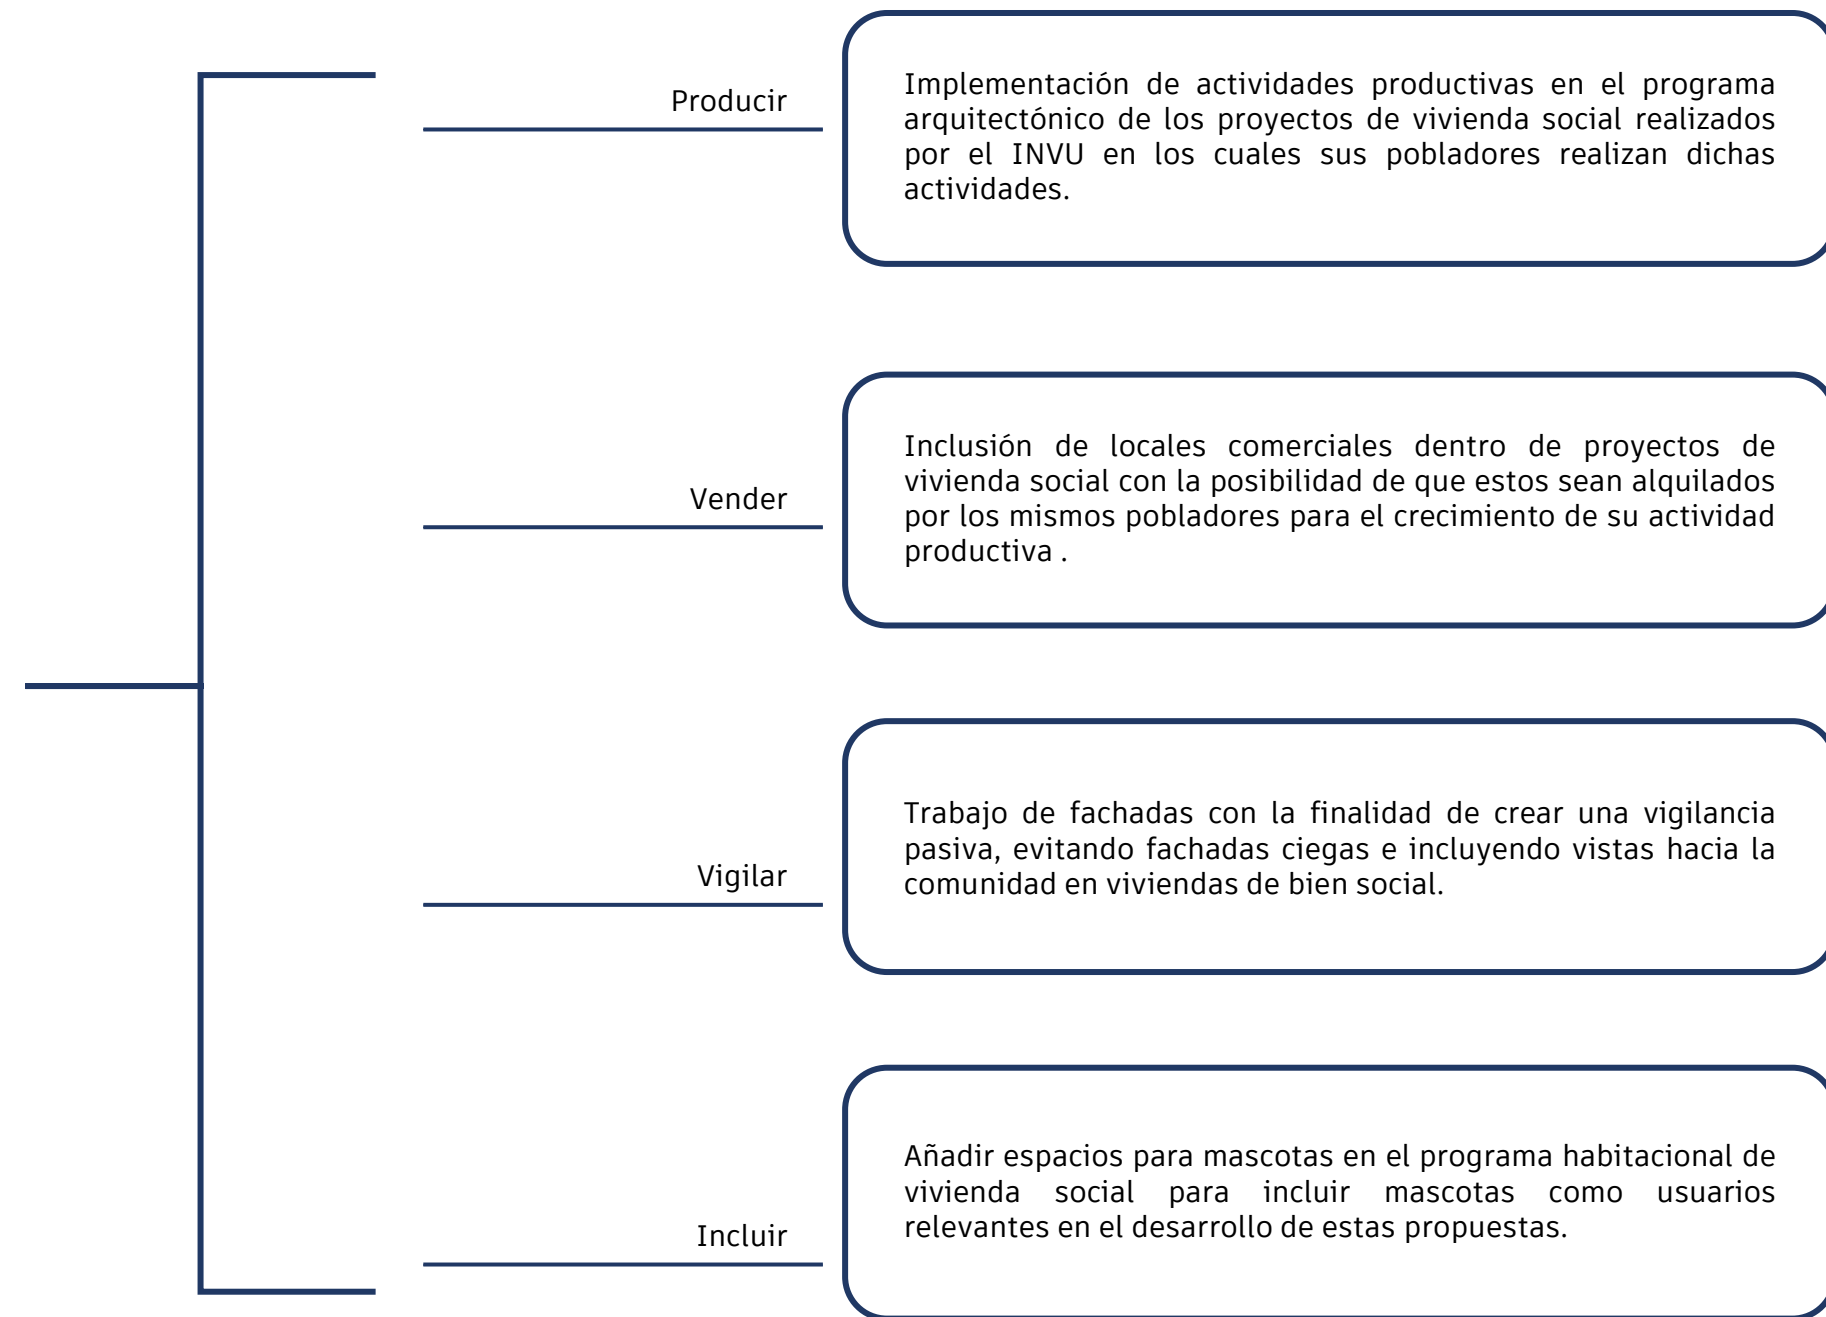 Producir
Implementación de actividades productivas en el programa
arquitectónico de los proyectos de vivienda social realizados
por el INVU en los cuales sus pobladores realizan dichas
actividades.
Vender
Inclusión de locales comerciales dentro de proyectos de
vivienda social con la posibilidad de que estos sean alquilados
por los mismos pobladores para el crecimiento de su actividad
productiva .
Vigilar
Trabajo de fachadas con la finalidad de crear una vigilancia
pasiva, evitando fachadas ciegas e incluyendo vistas hacia la
comunidad en viviendas de bien social.
Incluir
Añadir espacios para mascotas en el programa habitacional de
vivienda social para incluir mascotas como usuarios
relevantes en el desarrollo de estas propuestas.